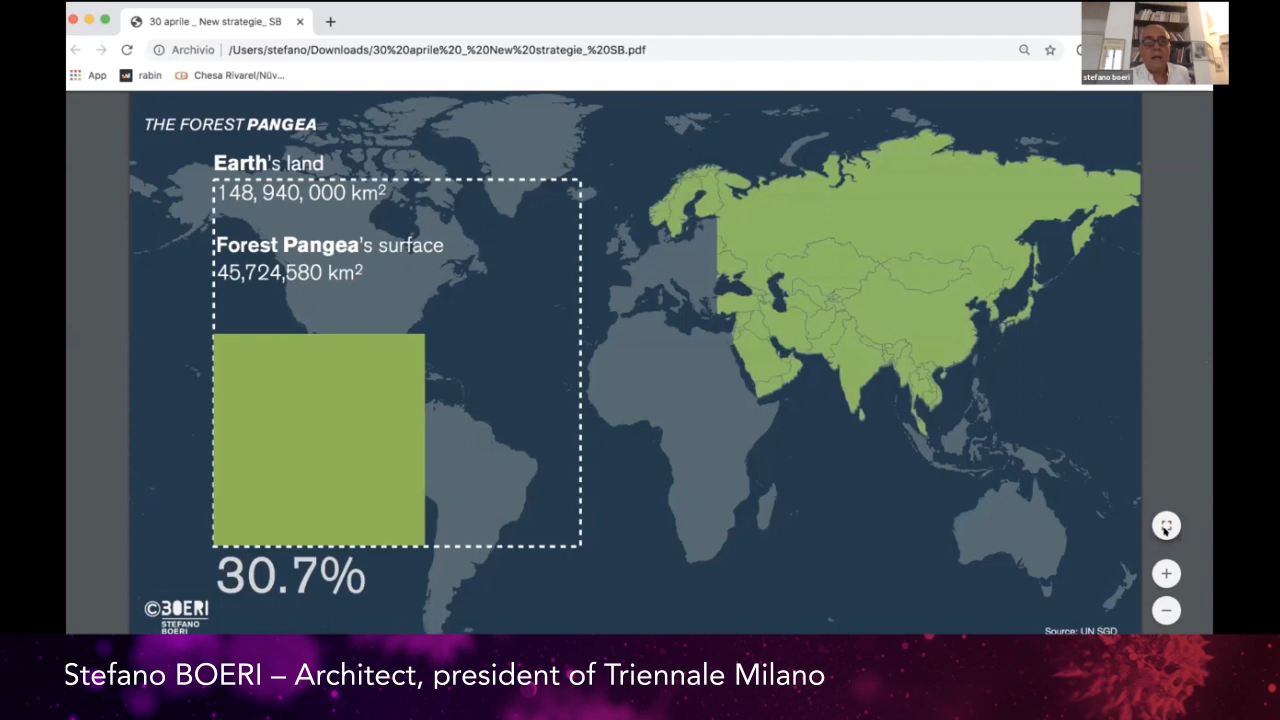 30 aprile _ New strategie_ SB
Archivio | /Users/stefano/Downloads/30%20aprile%20_%20New%20strategie_%20SB.pdf
App rabin Chesa Rivarel/Nüv...
stefano boeri
THE FOREST PANGEA
Earth's land
148, 940, 000 km²
Forest Pangea's surface
45,724,580 km²
30.7%
©BOERI
STEFANO
BOERI
Source: UN SGD
Stefano BOERI – Architect, president of Triennale Milano